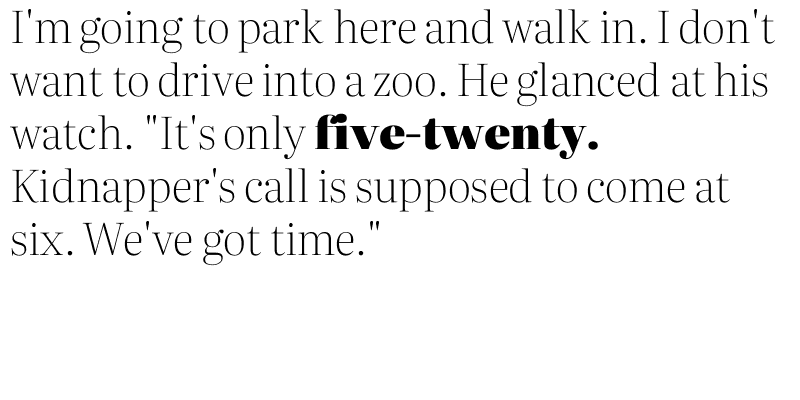 I'm going to park here and walk in. I don't
want to drive into a zoo. He glanced at his
watch. "It's only five-twenty.
Kidnapper's call is supposed to come at
six. We've got time."